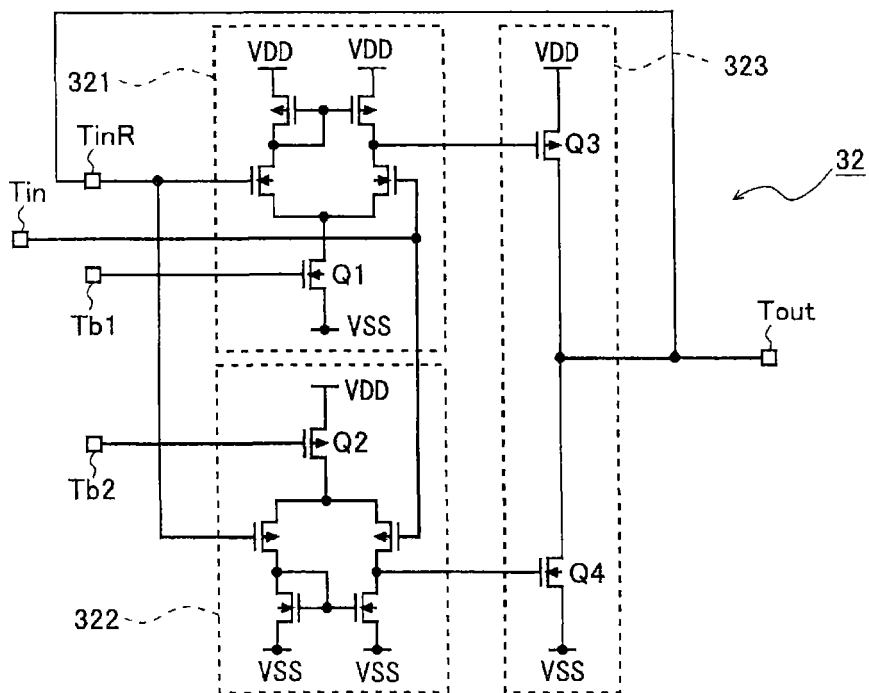 VDD
VDD
VDD
321
323
TinR
Q3
32
Tin
Q1
Tb1
VSS
Tout
VDD
Q2
Tb2
Q4
322
VSS
VSS
VSS